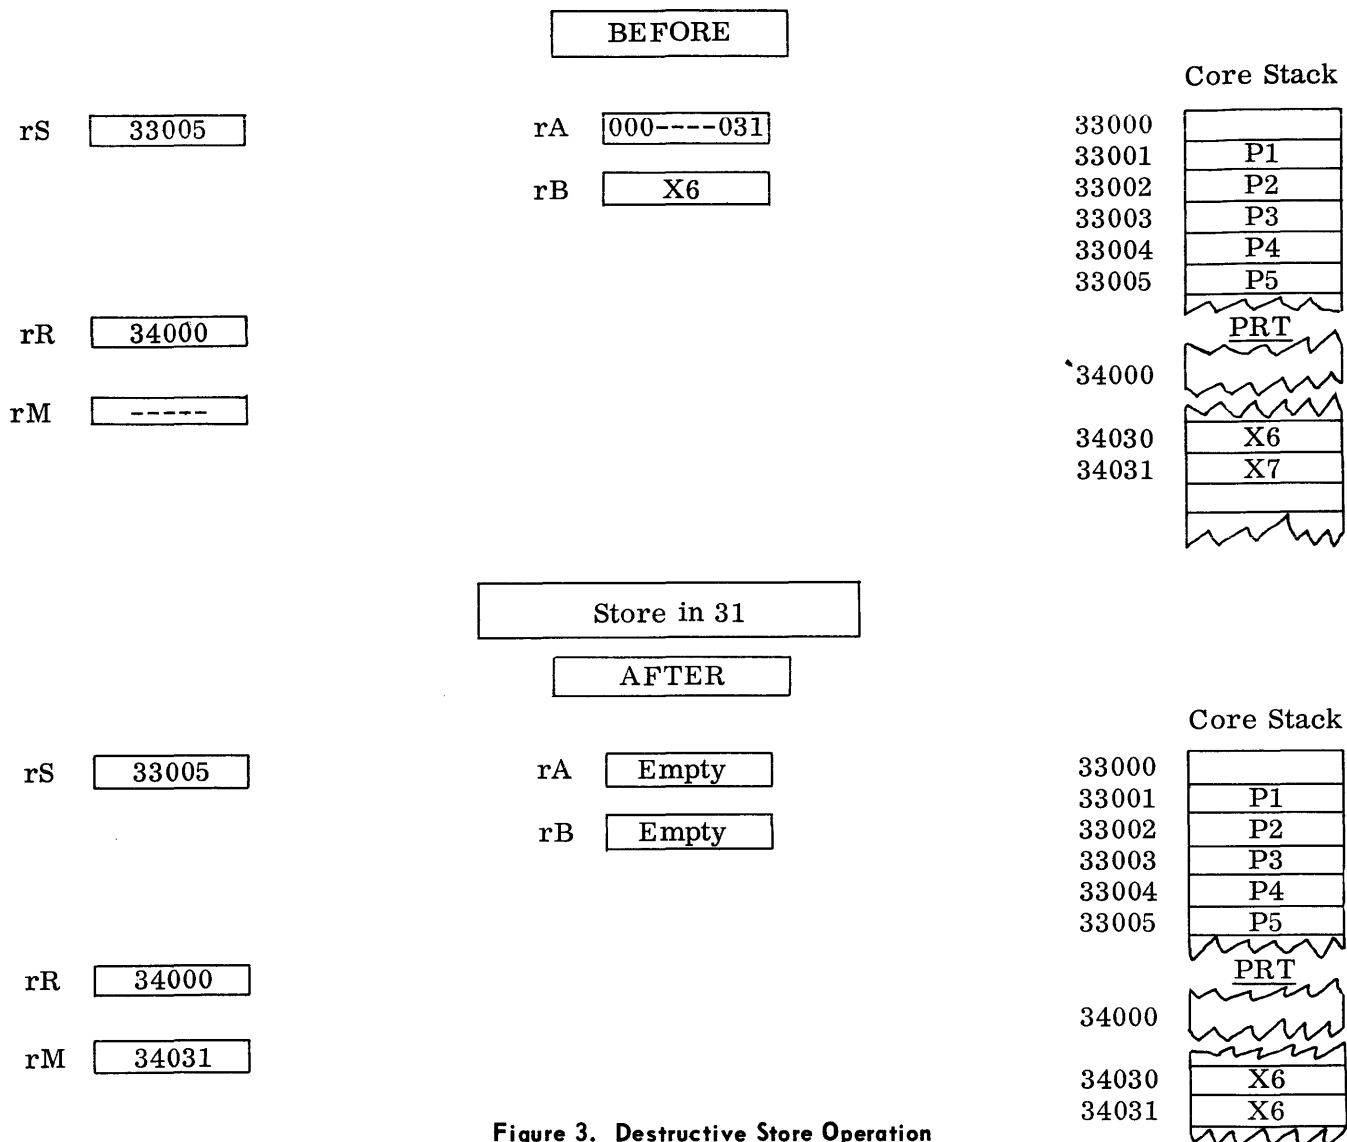 BEFORE
Core Stack
rS 33005 rA 000----031 33000
33001 P1
rB X6 33002 P2
33003 P3
33004 P4
33005 P5
rR 34000 PRT
34000
rM -----
34030 X6
34031 X7
Store in 31
AFTER
Core Stack
rS 33005 rA Empty 33000
33001 P1
rB Empty 33002 P2
33003 P3
33004 P4
33005 P5
rR 34000 PRT
34000
rM 34031
34030 X6
34031 X6
Figure 3. Destructive Store Operation